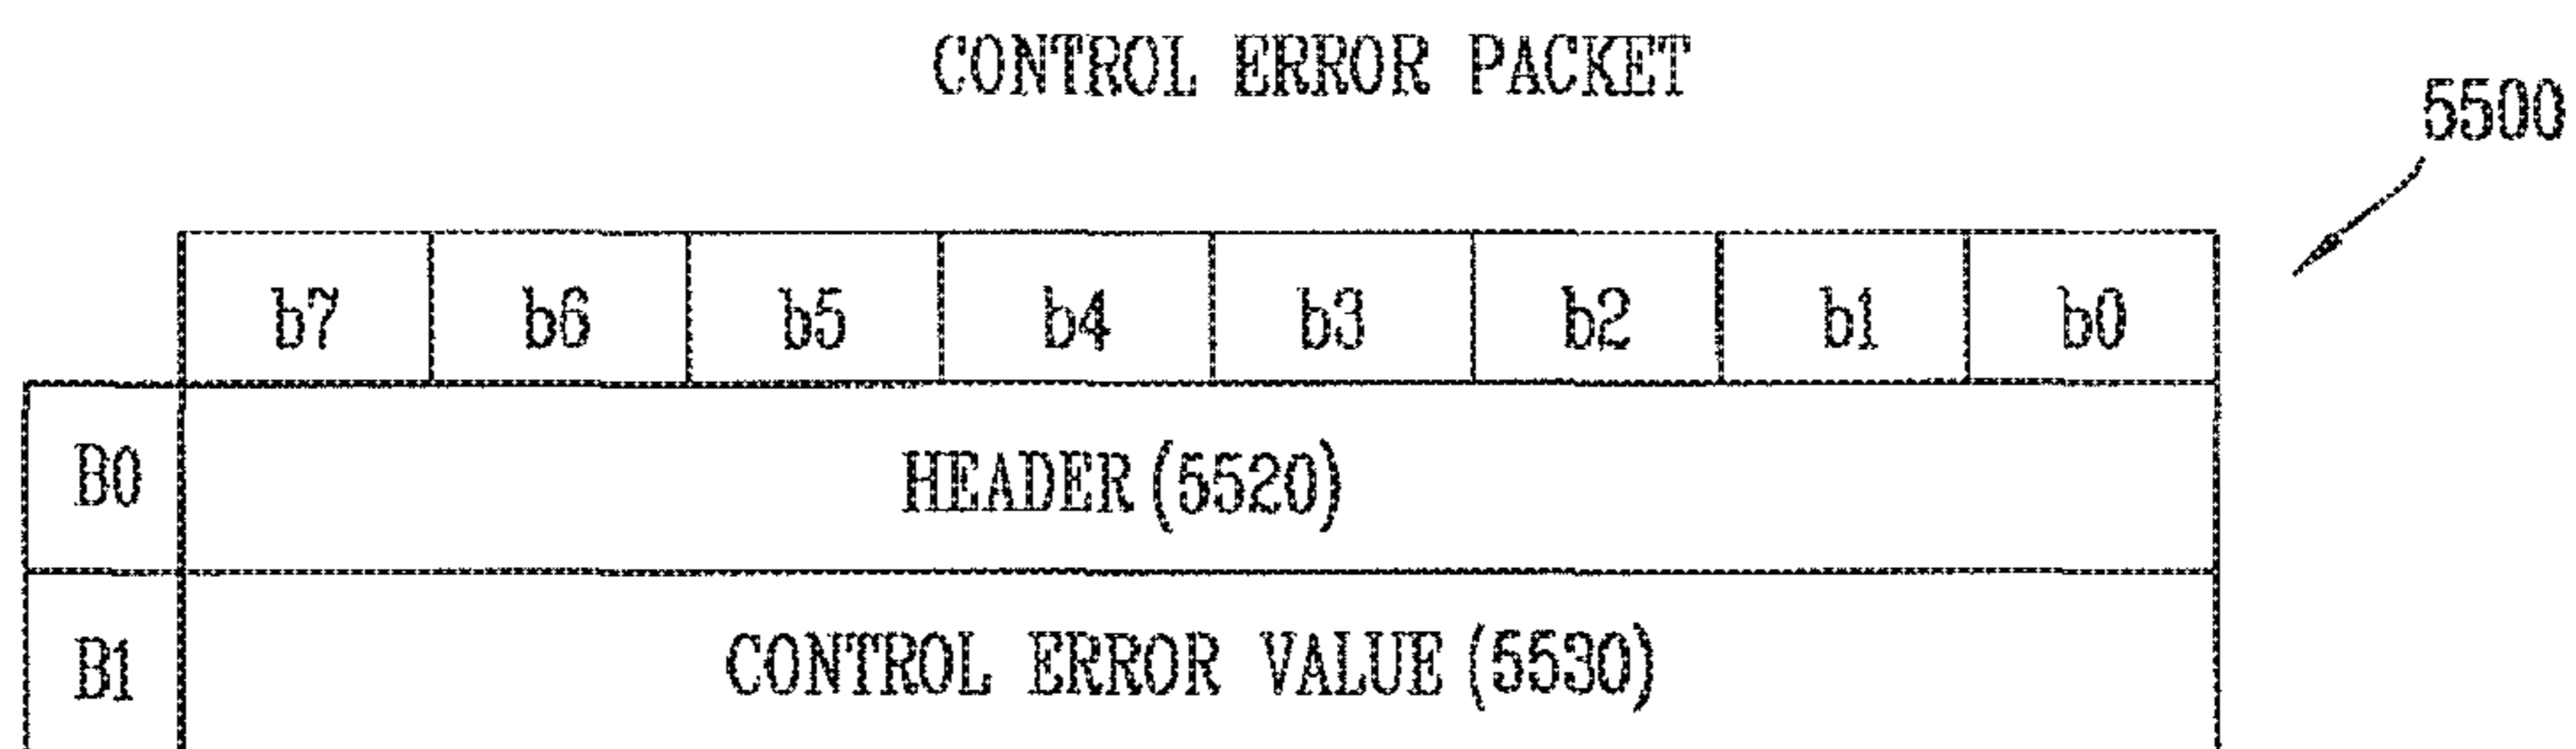 CONTROL ERROR PACKET
5500
b7 b6 b5 b4 b3 b2 b1 b0
B0 HEADER (5520)
B1 CONTROL ERROR VALUE (5530)